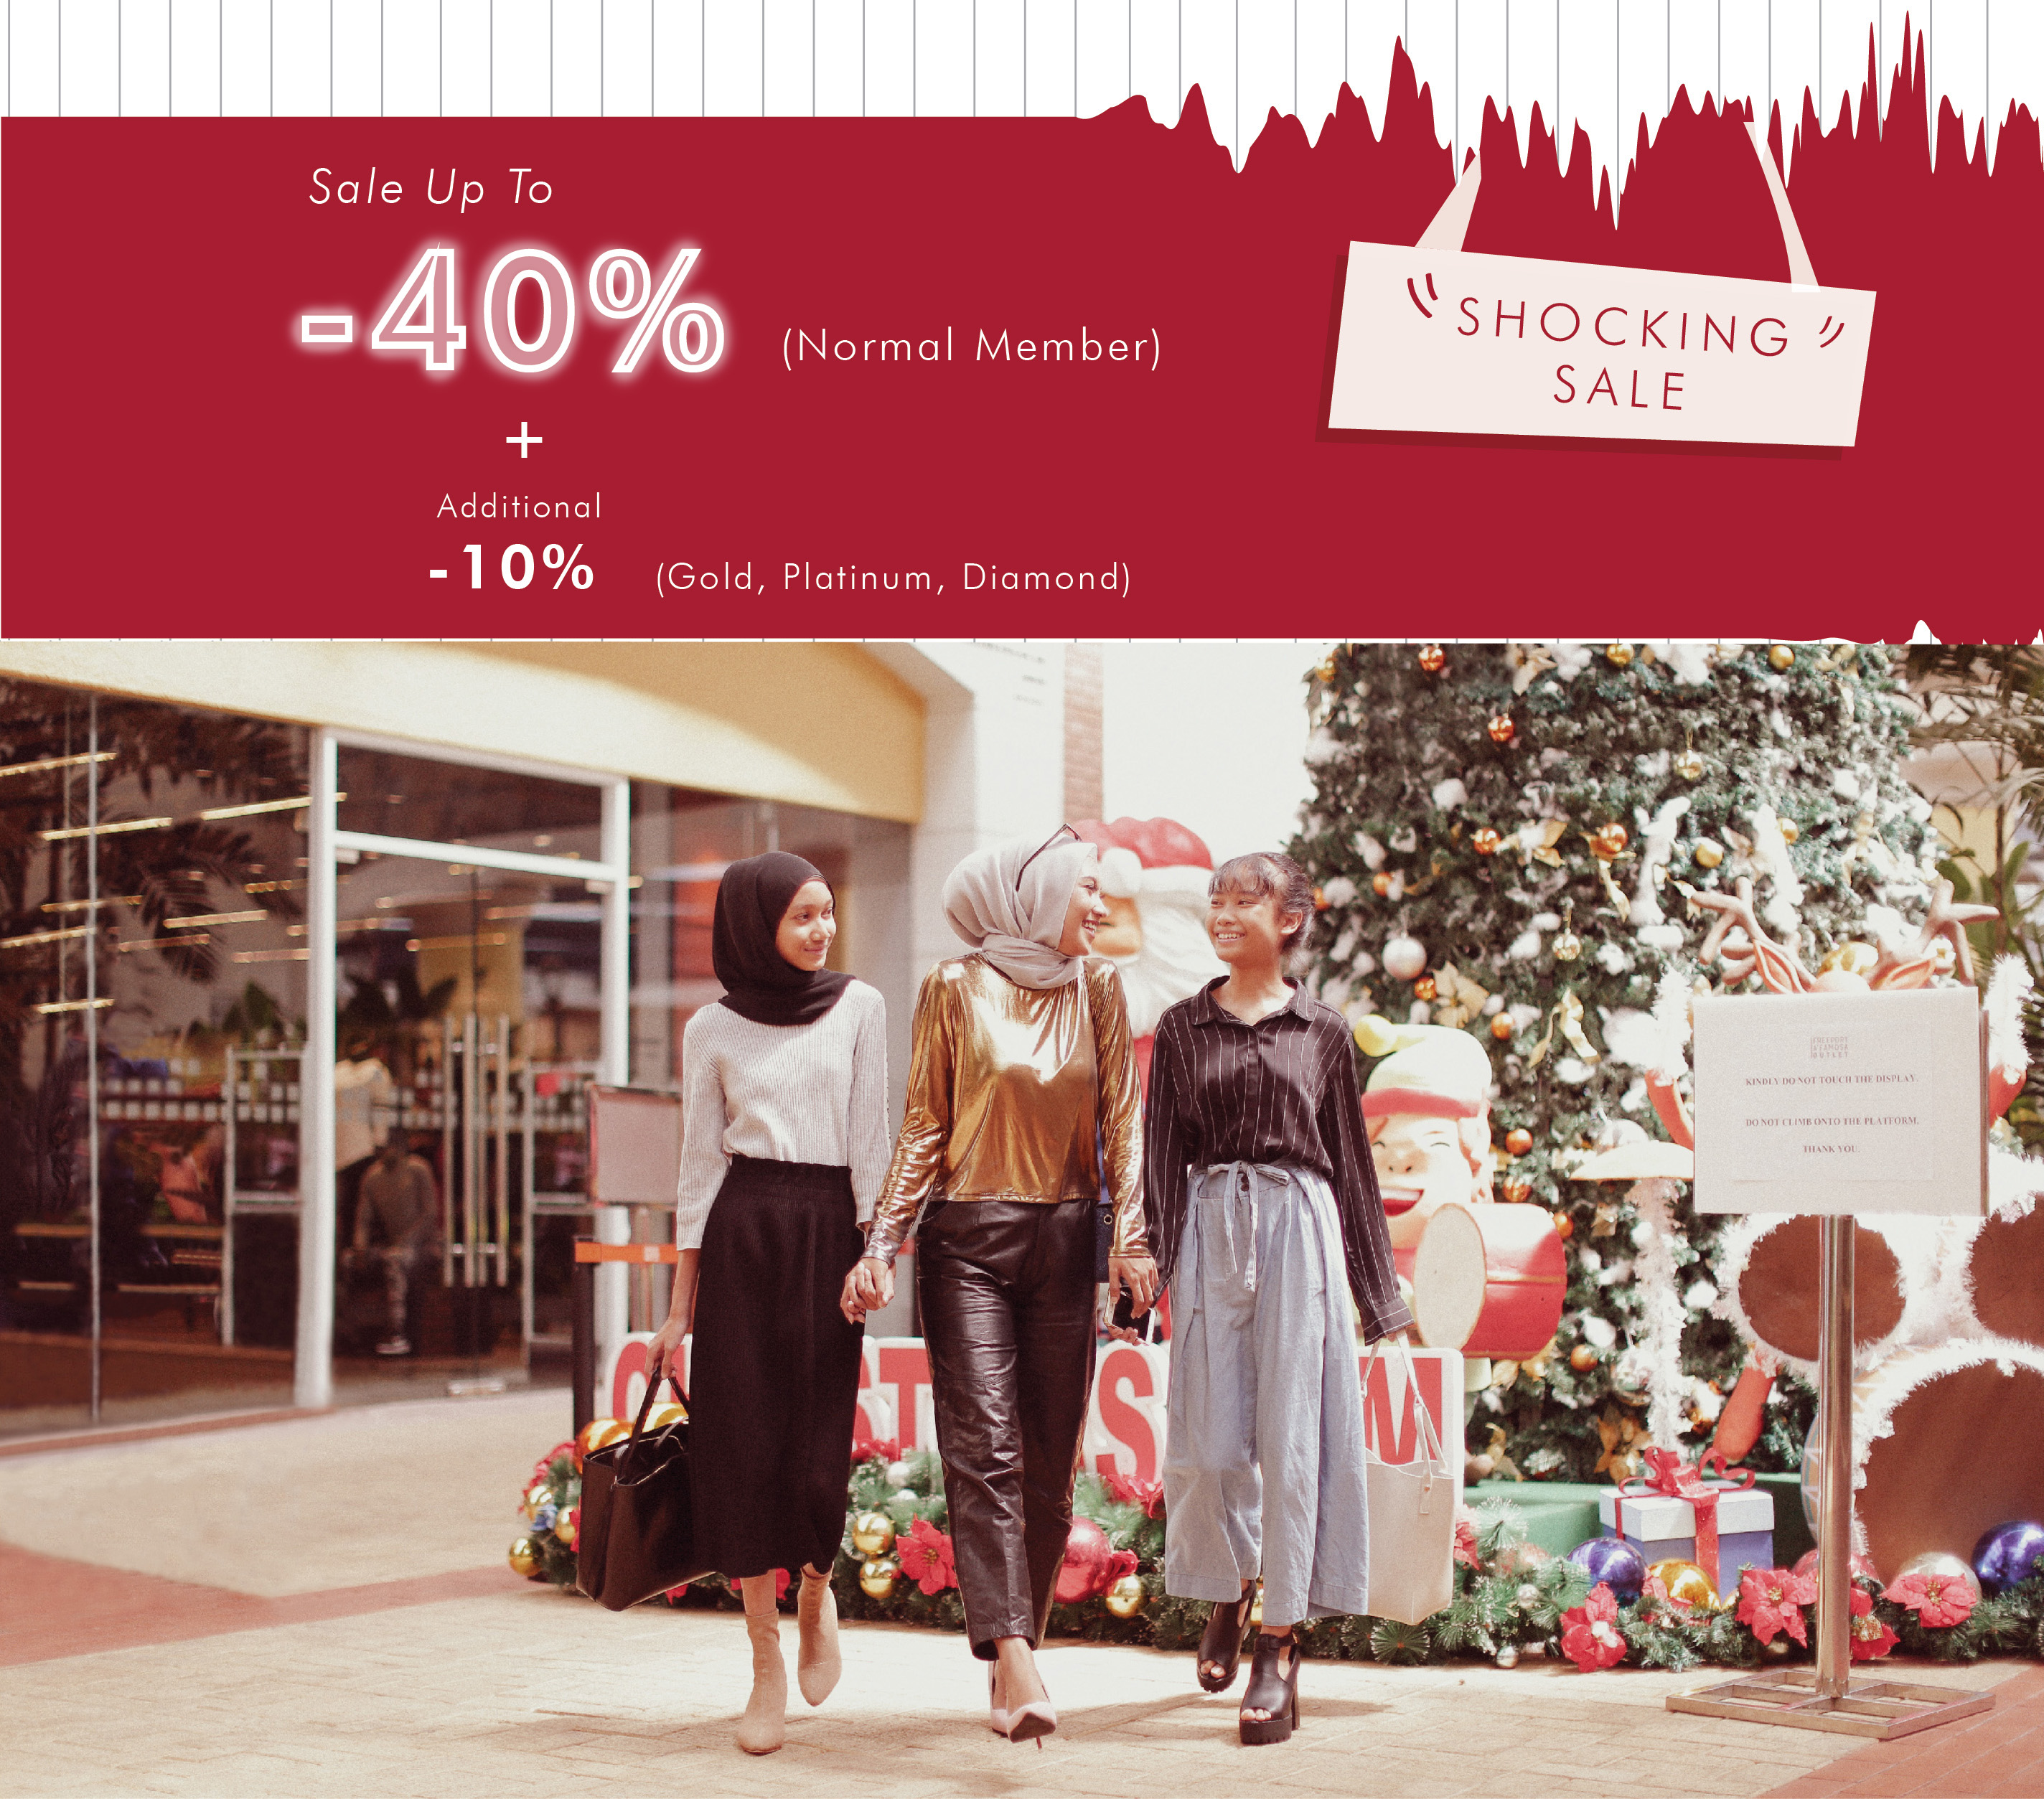 Sale Up To
-40% (Normal Member)
+
Additional
-10% (Gold, Platinum, Diamond)
SHOCKING
SALE
OUTLET
KINDLY DO NOT TOUCH THE DISPLAY.
DO NOT CLIMB ONTO THE PLATFORM.
THANK YOU.